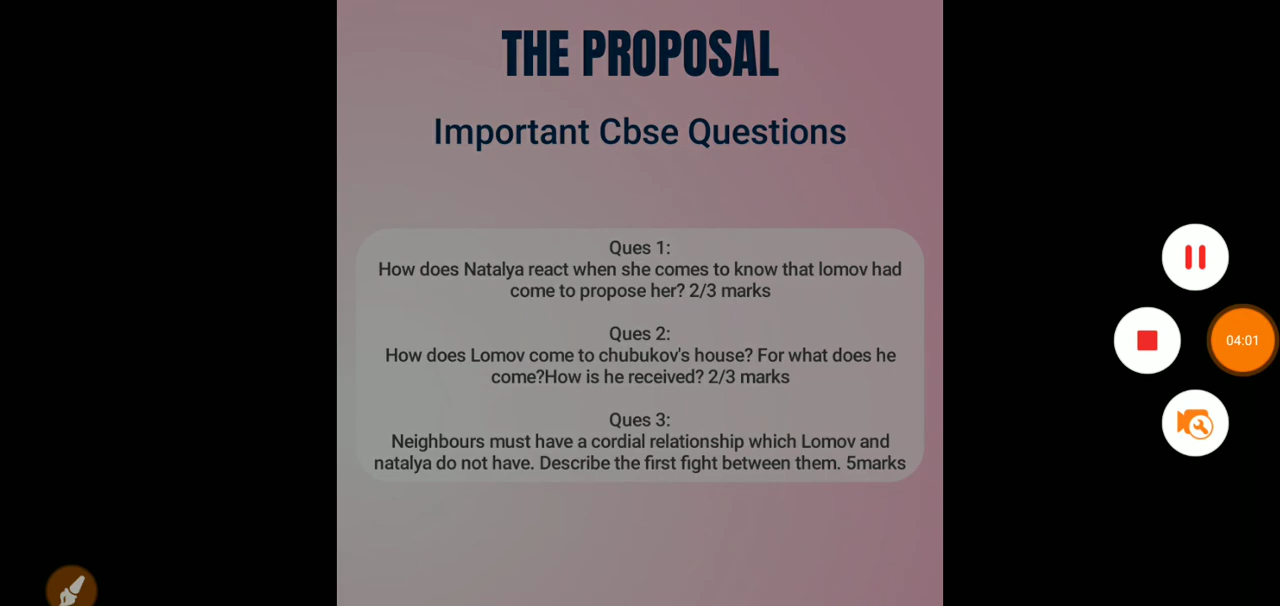 THE PROPOSAL
Important Cbse Questions
Ques 1:
How does Natalya react when she comes to know that lomov had
come to propose her? 2/3 marks
Ques 2:
How does Lomov come to chubukov's house? For what does he
come?How is he received? 2/3 marks
Ques 3:
Neighbours must have a cordial relationship which Lomov and
natalya do not have. Describe the first fight between them. 5marks
04:01